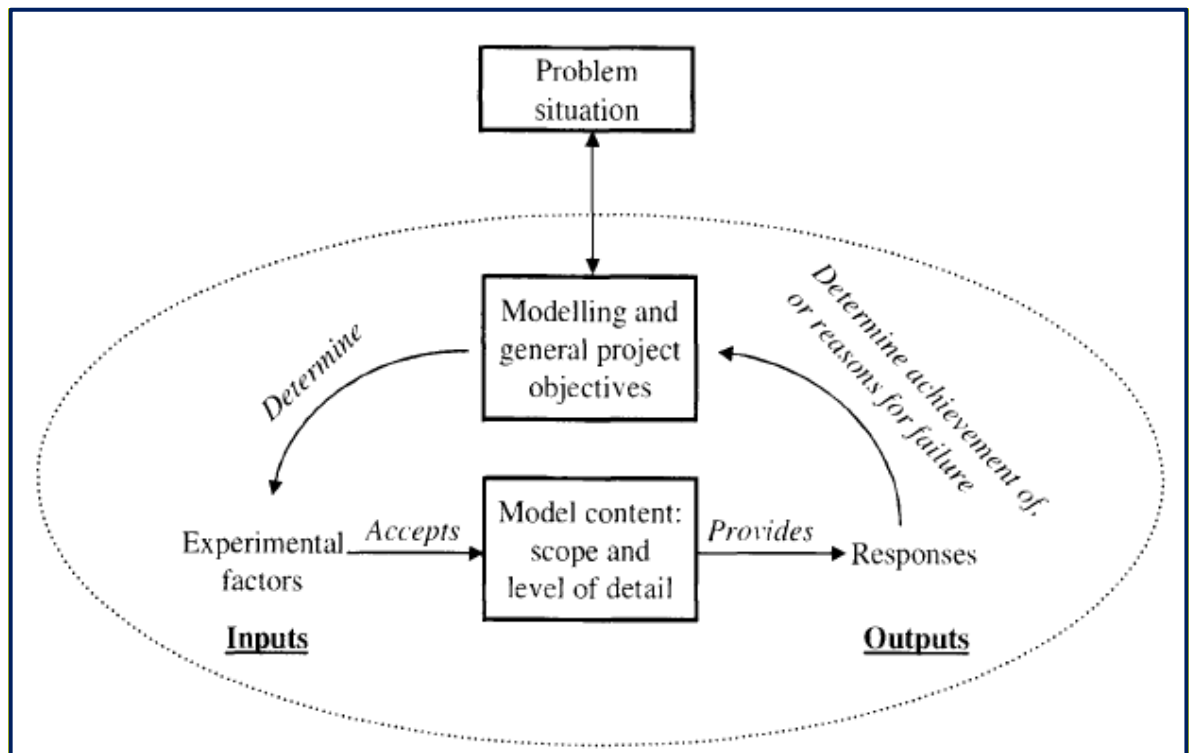 Problem
situation
Modelling and
general project
objectives
Determine
Determine achievement of,
or reasons for failure
Experimental
factors
Accepts
Model content:
scope and
level of detail
Provides
Responses
Inputs
Outputs